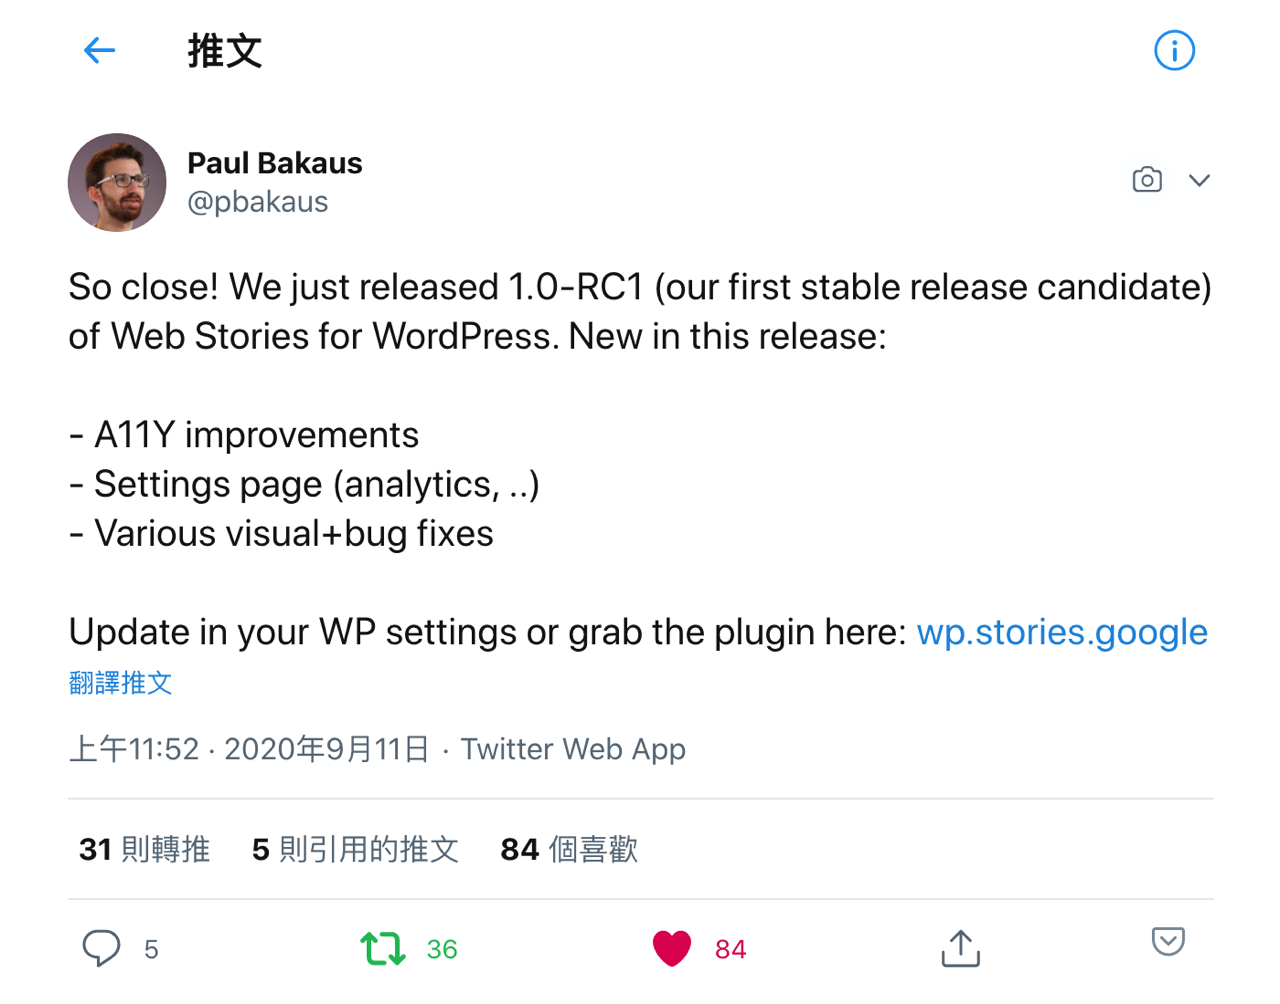 推文
Paul Bakaus
@pbakaus
So close! We just released 1.0-RC1 (our first stable release candidate)
of Web Stories for WordPress. New in this release:
- A11Y improvements
- Settings page (analytics, ..)
- Various visual+bug fixes
Update in your WP settings or grab the plugin here: wp.stories.google
翻譯推文
上午11:52 · 2020年9月11日 · Twitter Web App
31 則轉推 5 則引用的推文 84 個喜歡
5 36 84